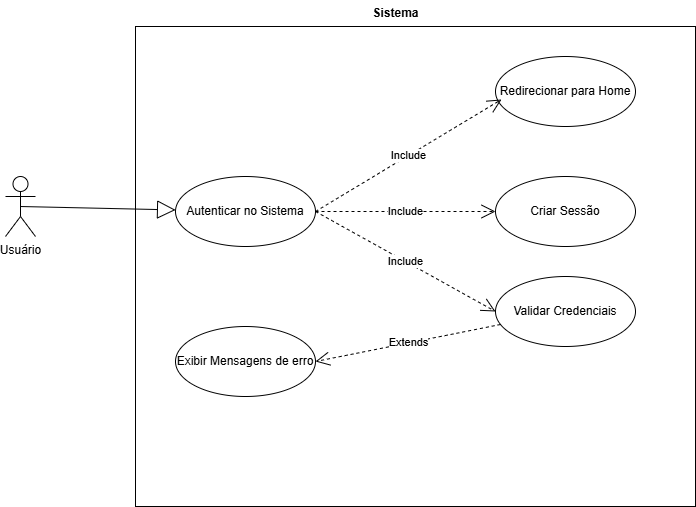 Sistema
Redirecionar para Home
Include
Autenticar no Sistema
Include
Criar Sessão
Usuário
Include
Validar Credenciais
Extends
Exibir Mensagens de erro